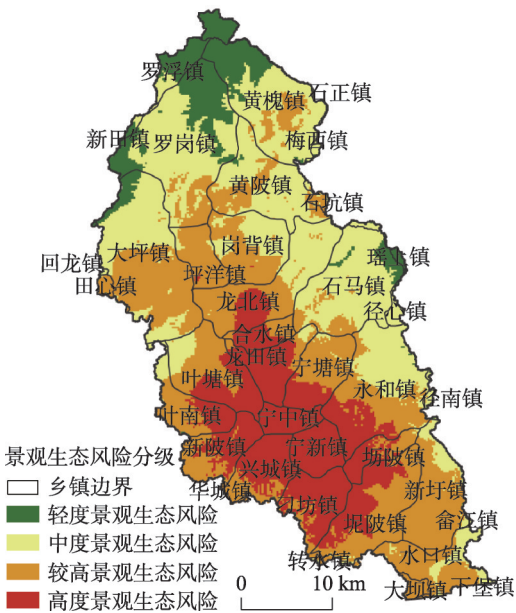 罗浮镇
石正镇
黄槐镇
新田镇
罗岗镇
梅西镇
黄陂镇
石坑镇
岗背镇
大坪镇
回龙镇
瑶上镇
坪洋镇
田心镇
石马镇
龙北镇
径心镇
合水镇
龙田镇
宁塘镇
叶塘镇
永和镇
径南镇
叶南镇
宁中镇
新陂镇
宁新镇
坜陂镇
景观生态风险分级
兴城镇
乡镇边界
华城镇
刁坊镇
新圩镇
轻度景观生态风险
坭陂镇
畲江镇
中度景观生态风险
转水镇
水口镇
较高景观生态风险
0 10 km
大坝镇
下堡镇
高度景观生态风险